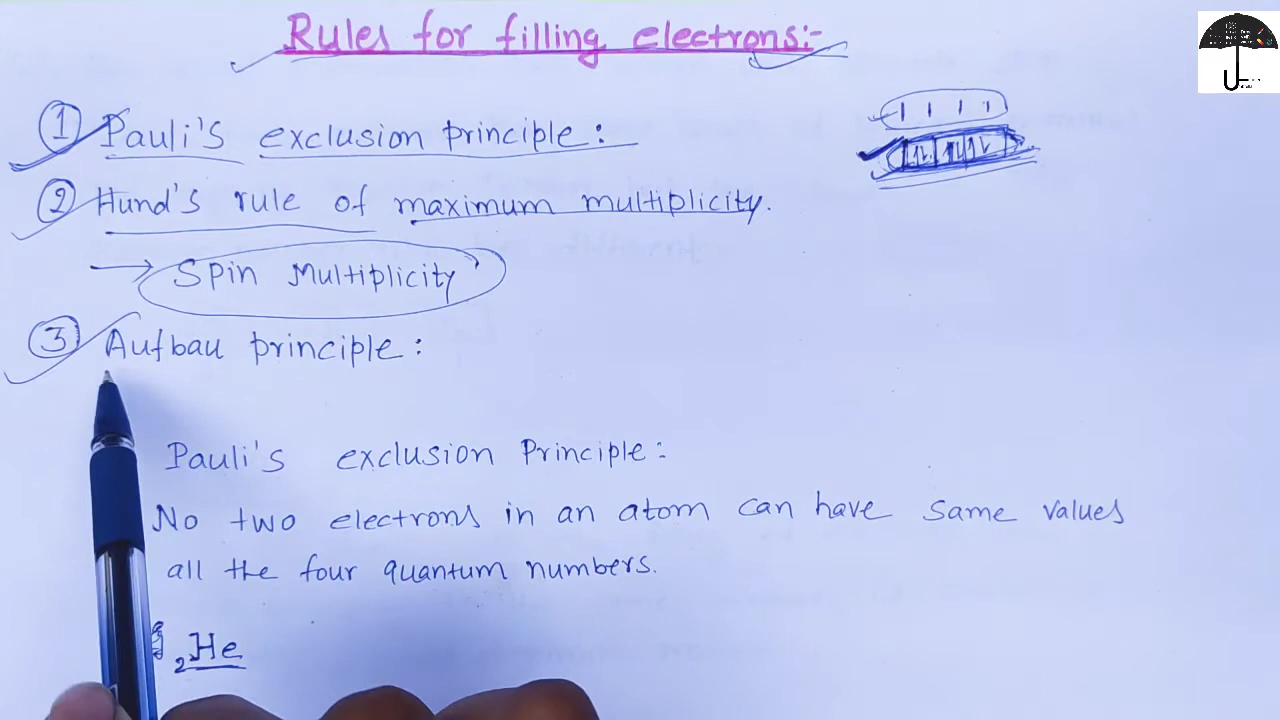 Rules for filling electrons:-
① Pauli's exclusion principle:
② Hund's rule of maximum multiplicity.
→ Spin Multiplicity
③ Aufbau principle:
Pauli's exclusion Principle:
No two electrons in an atom can have same values
all the four quantum numbers.
₂He